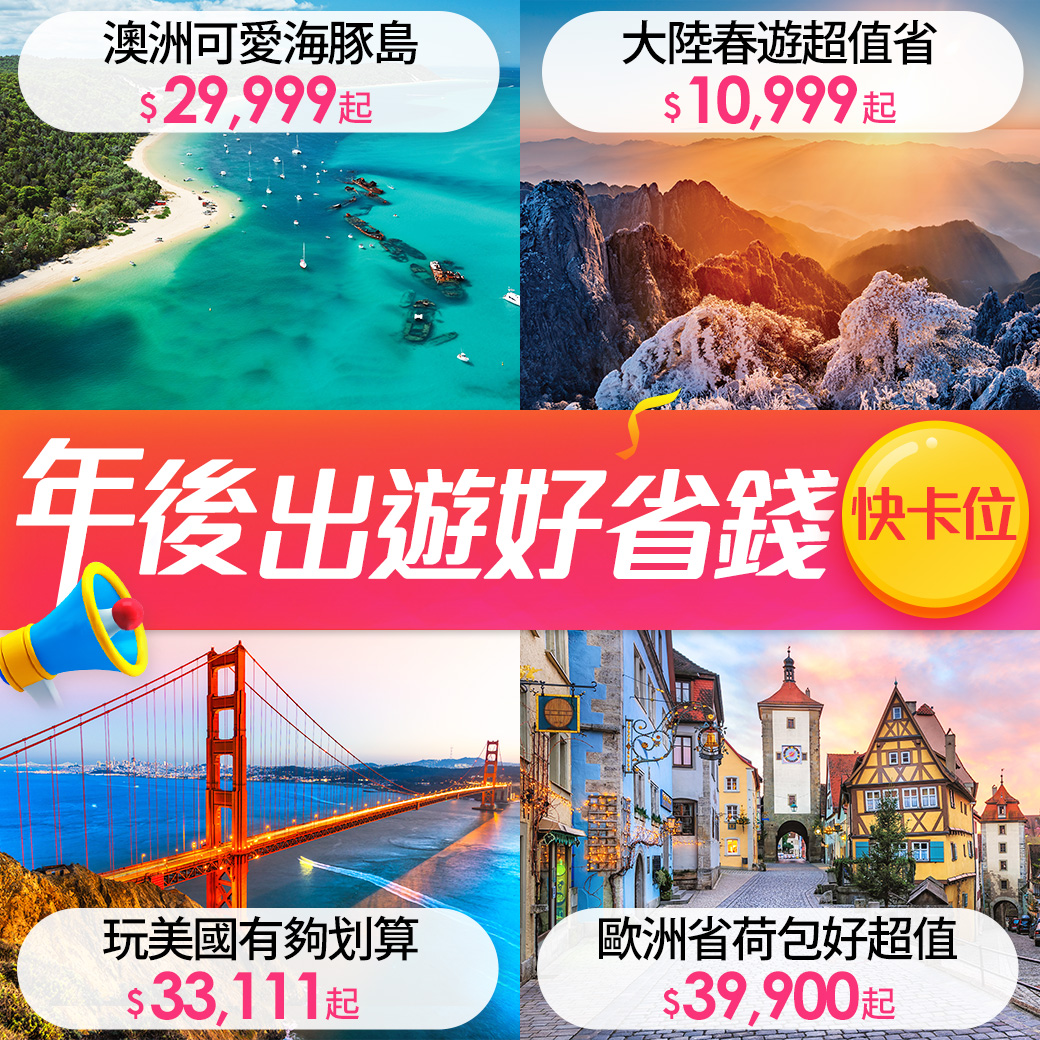 澳洲可愛海豚島
$29,999起
大陸春遊超值省
$10,999起
年後出遊好省錢
快卡位
玩美國有夠划算
$33,111起
歐洲省荷包好超值
$39,900起